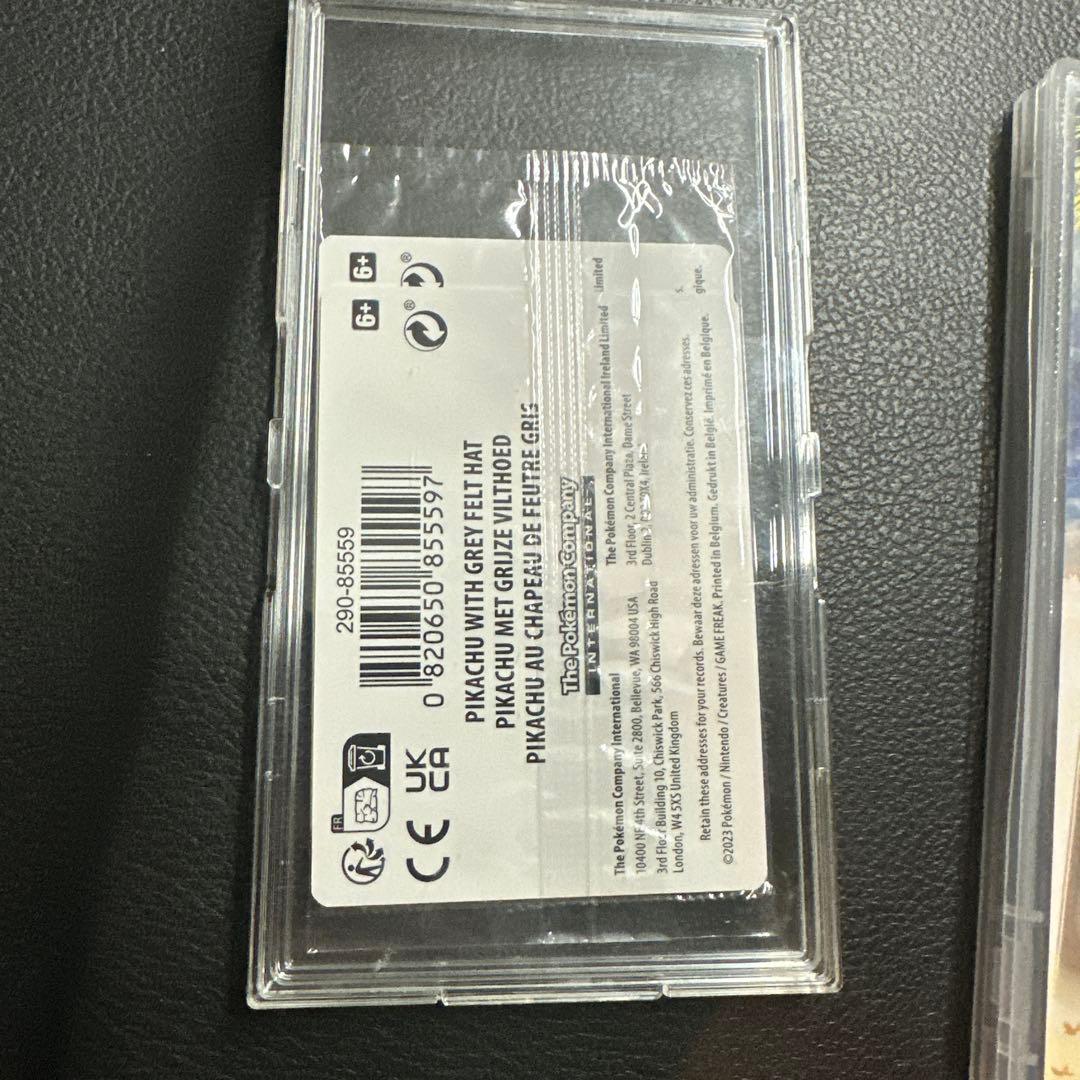 290-85559
0 820650 855597
6+ 6+
FR
CE UK CA
PIKACHU WITH GREY FELT HAT
PIKACHU MET GRIJZE VILTHOED
PIKACHU AU CHAPEAU DE FEUTRE GRIS
The Pokémon Company
INTERNATIONAL
The Pokémon Company International
10400 NE 4th Street, Suite 2800, Bellevue, WA 98004 USA
3rd Floor Building 10, Chiswick Park, 566 Chiswick High Road
London, W4 5XS United Kingdom
The Pokémon Company International Ireland Limited
3rd Floor, 2 Central Plaza, Dame Street
Dublin 2,
Limited
Retain these addresses for your records. Bewaar deze adressen voor uw administratie. Conservez ces adresses.
s.
©2023 Pokémon / Nintendo / Creatures / GAME FREAK. Printed in Belgium. Gedrukt in België. Imprimé en Belgique.
gique.